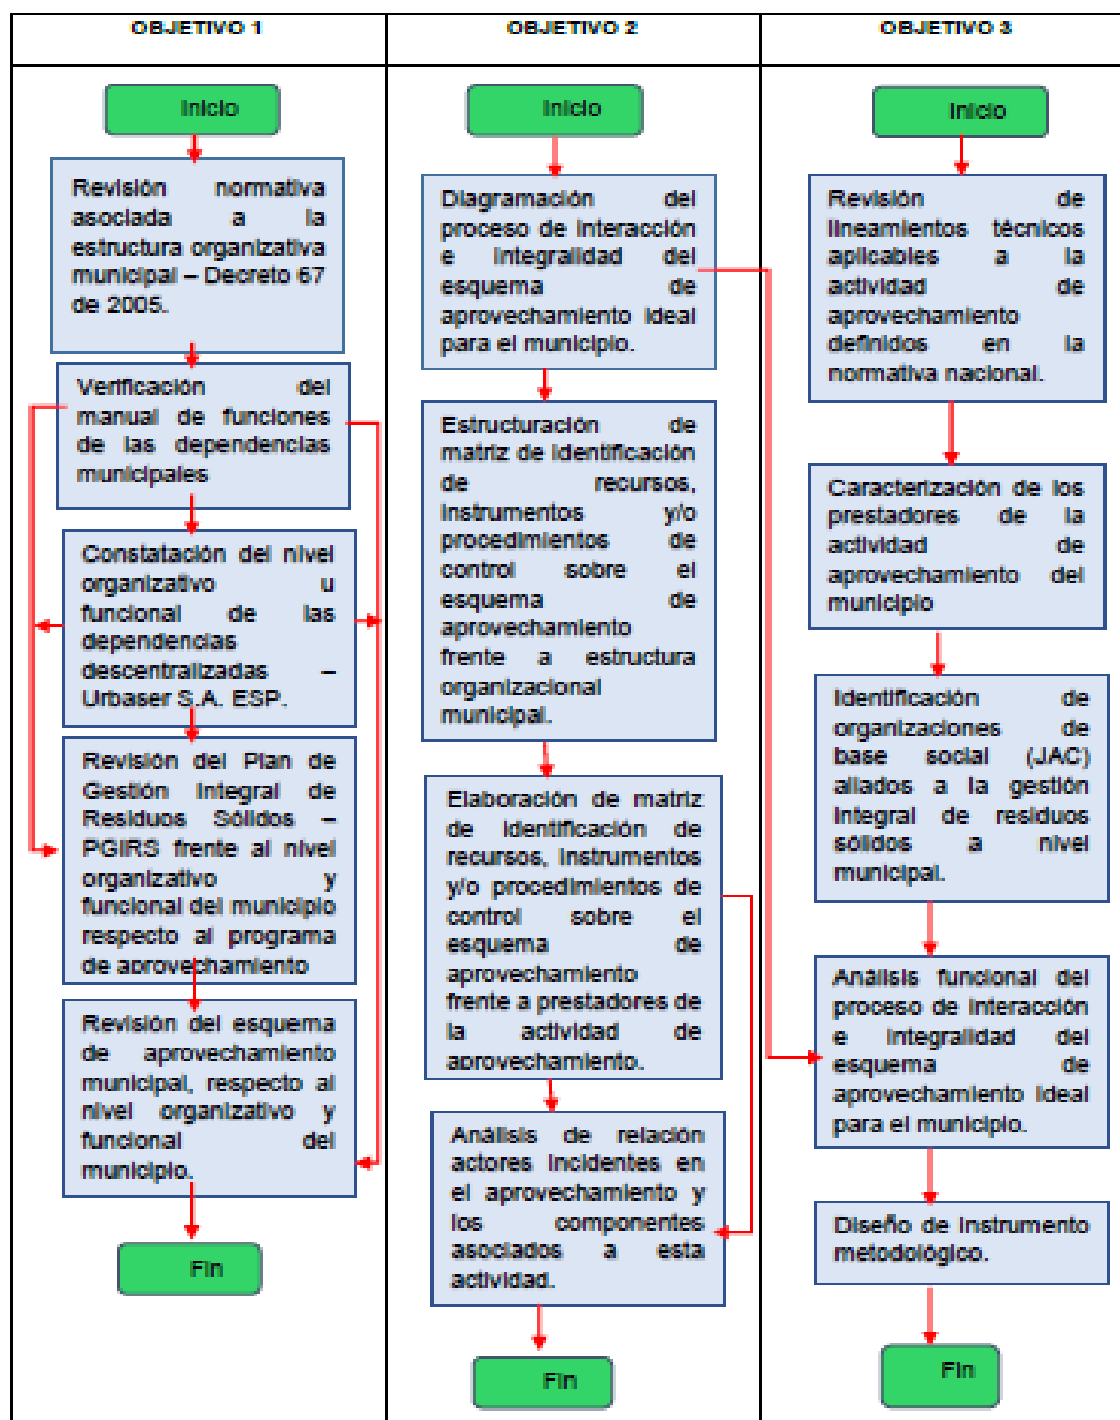 OBJETIVO 1
Inicio
Revisión normativa
asociada a la
estructura organizativa
municipal – Decreto 67
de 2005.
Verificación del
manual de funciones
de las dependencias
municipales
Constatación del nivel
organizativo u
funcional de las
dependencias
descentralizadas –
Urbaser S.A. ESP.
Revisión del Plan de
Gestión Integral de
Residuos Sólidos –
PGIRS frente al nivel
organizativo y
funcional del municipio
respecto al programa
de aprovechamiento
Revisión del esquema
de aprovechamiento
municipal, respecto al
nivel organizativo y
funcional del
municipio.
Fin
OBJETIVO 2
Inicio
Diagramación del
proceso de interacción
e integralidad del
esquema de
aprovechamiento ideal
para el municipio.
Estructuración de
matriz de identificación
de recursos,
instrumentos y/o
procedimientos de
control sobre el
esquema de
aprovechamiento
frente a estructura
organizacional
municipal.
Elaboración de matriz
de identificación de
recursos, instrumentos
y/o procedimientos de
control sobre el
esquema de
aprovechamiento
frente a prestadores de
la actividad de
aprovechamiento.
Análisis de relación
actores incidentes en
el aprovechamiento y
los componentes
asociados a esta
actividad.
Fin
OBJETIVO 3
Inicio
Revisión de
lineamientos técnicos
aplicables a la
actividad de
aprovechamiento
definidos en la
normativa nacional.
Caracterización de los
prestadores de la
actividad de
aprovechamiento del
municipio
Identificación de
organizaciones de
base social (JAC)
aliados a la gestión
integral de residuos
sólidos a nivel
municipal.
Análisis funcional del
proceso de interacción
e integralidad del
esquema de
aprovechamiento ideal
para el municipio.
Diseño de instrumento
metodológico.
Fin